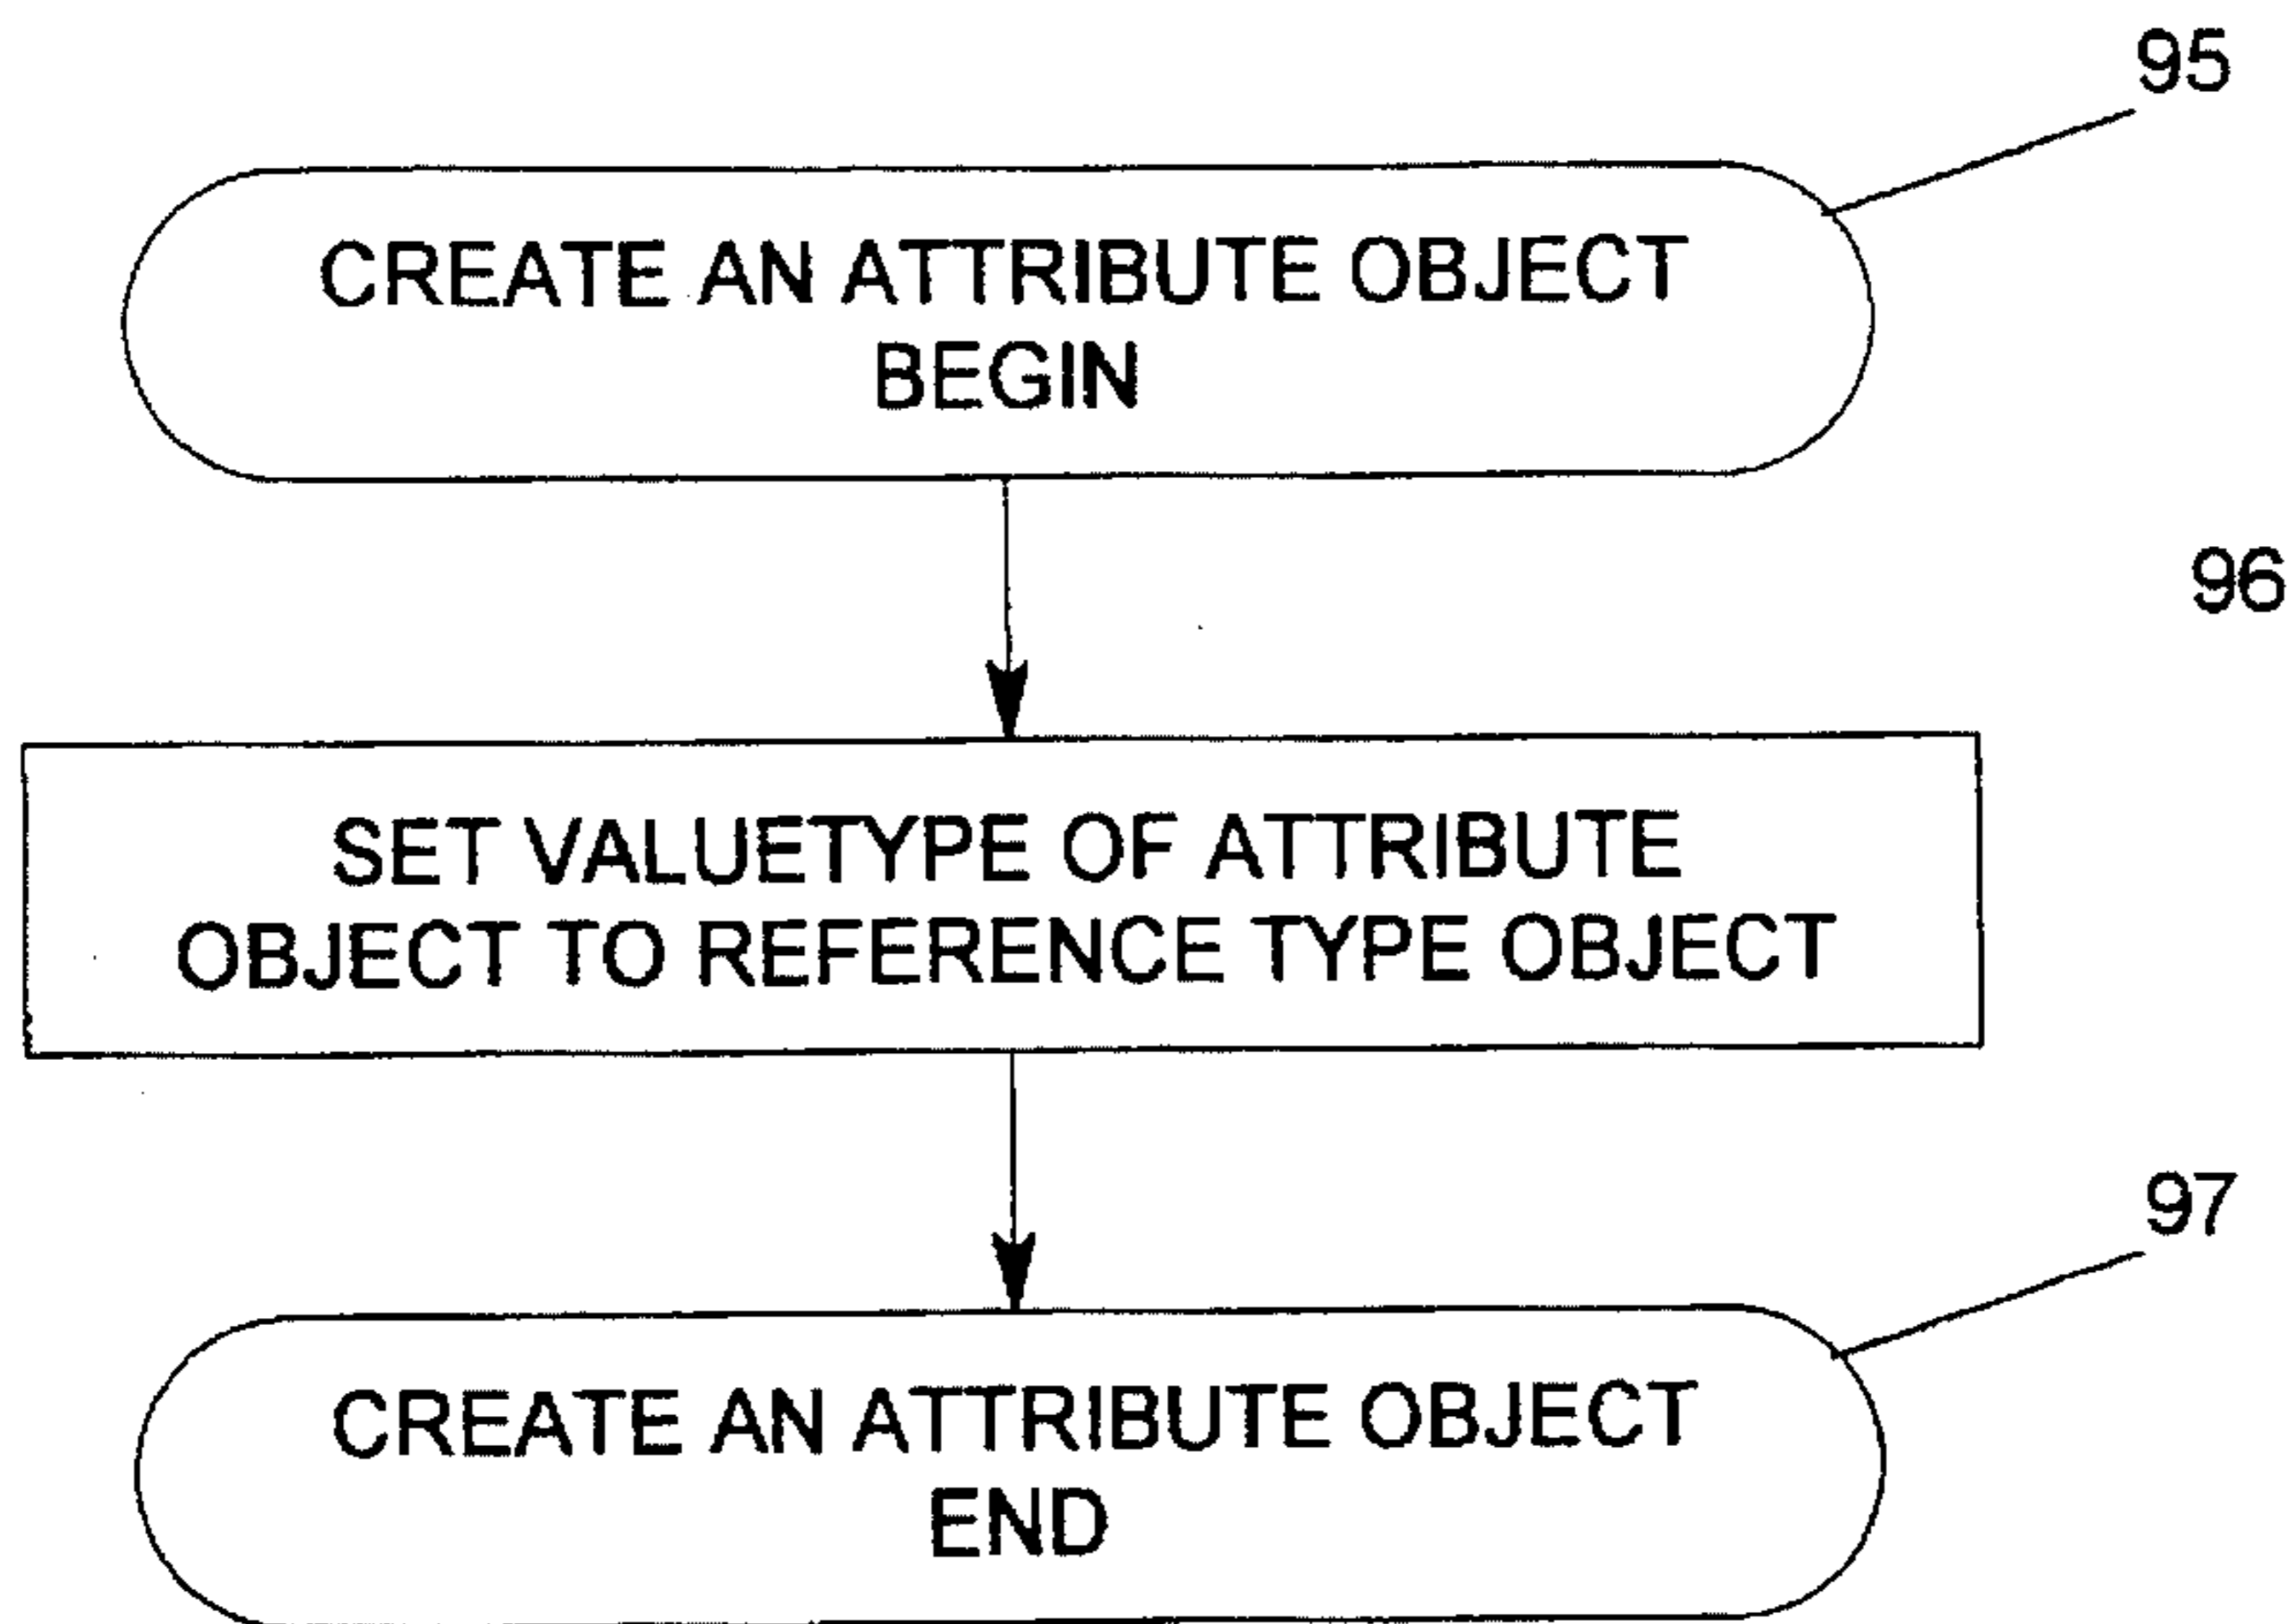 95
CREATE AN ATTRIBUTE OBJECT
BEGIN
96
SET VALUETYPE OF ATTRIBUTE
OBJECT TO REFERENCE TYPE OBJECT
97
CREATE AN ATTRIBUTE OBJECT
END